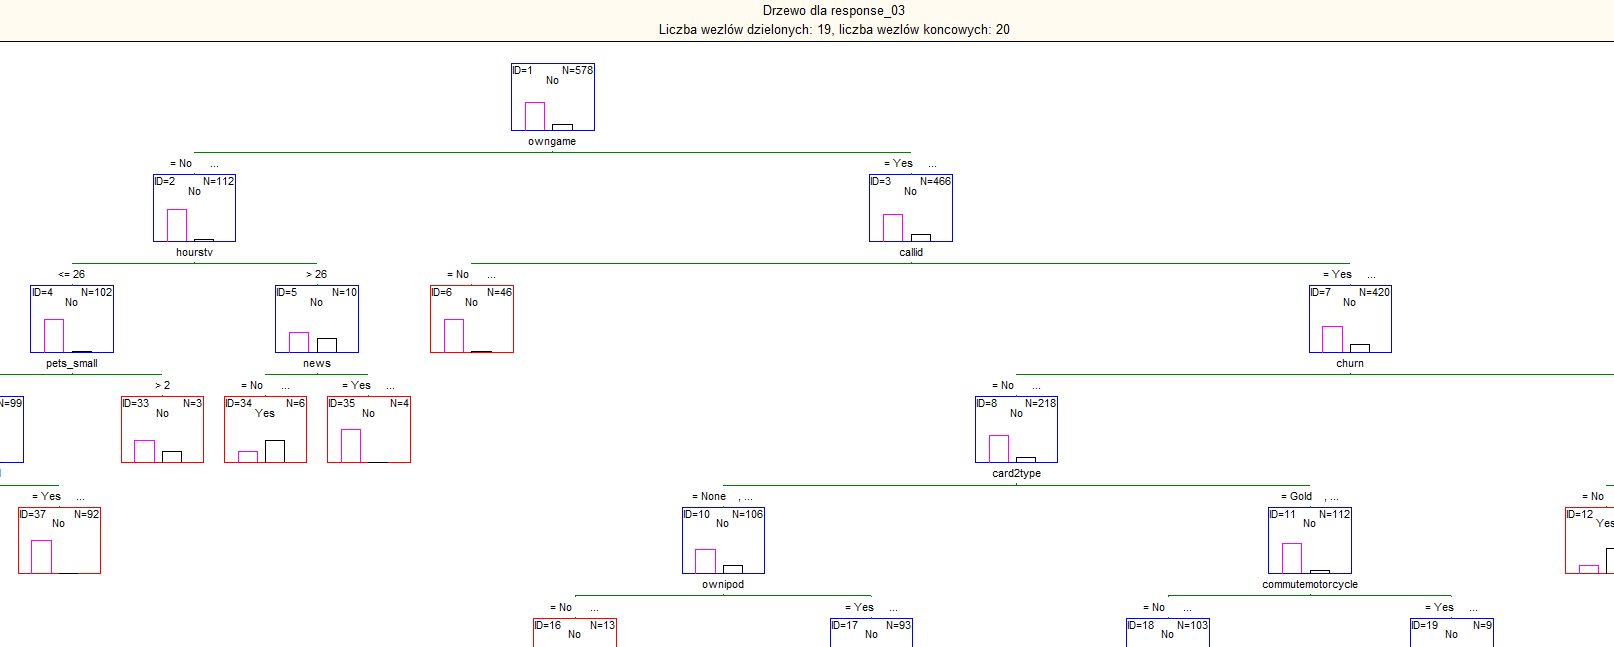 Drzewo dla response_03
Liczba wezlów dzielonych: 19, liczba wezlów koncowych: 20
ID=1 N=578
No
owngame
= No ... = Yes ...
ID=2 N=112 ID=3 N=466
No No
hourstv callid
<= 26 > 26 = No ... = Yes ...
ID=4 N=102 ID=5 N=10 ID=6 N=46 ID=7 N=420
No No No No
pets_small news churn
> 2 = No ... = Yes ... = No ...
N=99 ID=33 N=3 ID=34 N=6 ID=35 N=4 ID=8 N=218
No Yes No No
card2type
= Yes ... = None , ... = Gold , ... = No
ID=37 N=92 ID=10 N=106 ID=11 N=112 ID=12
No No No Yes
ownipod commutemotorcycle
= No ... = Yes ... = No ... = Yes ...
ID=16 N=13 ID=17 N=93 ID=18 N=103 ID=19 N=9
No No No No